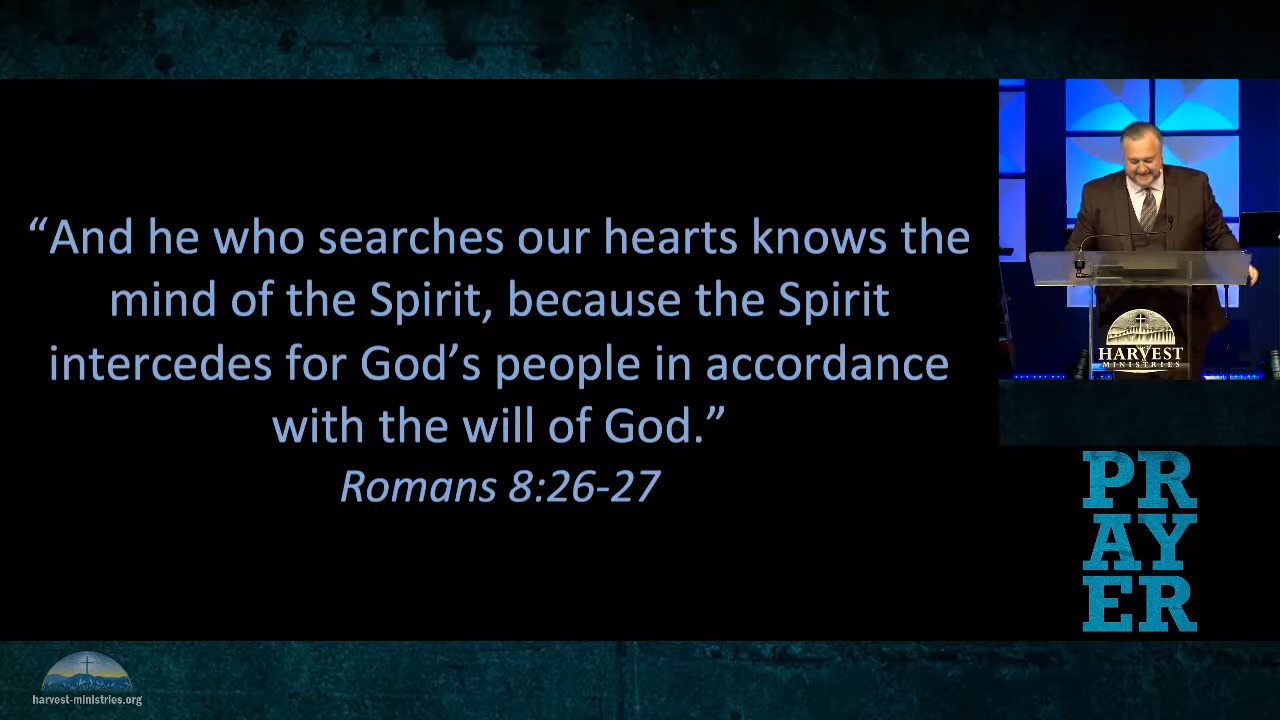 “And he who searches our hearts knows the
mind of the Spirit, because the Spirit
intercedes for God’s people in accordance
with the will of God.”
Romans 8:26-27
HARVEST
MINISTRIES
PR
AY
ER
harvest-ministries.org